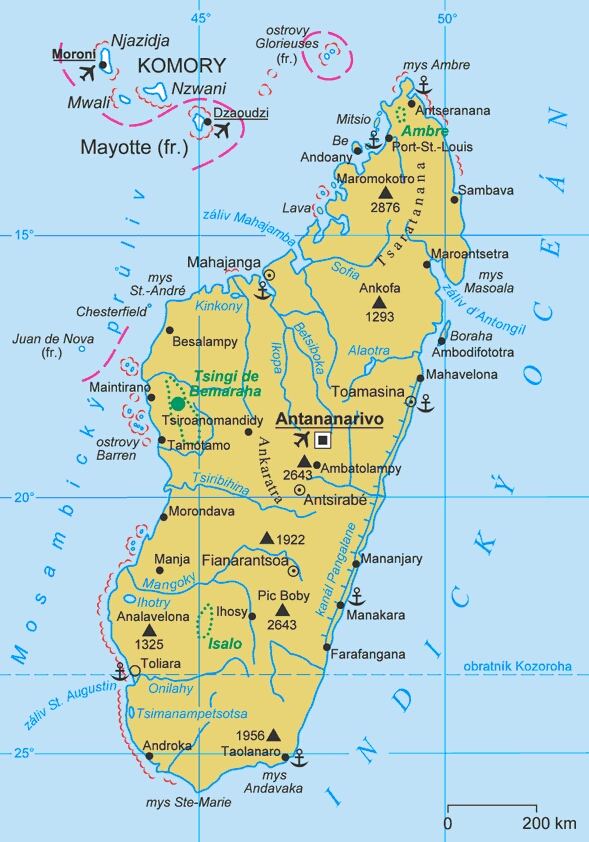 45°
50°
ostrovy
Glorieuses
(fr.)
Njazidja
Moroni
KOMORY
Mwali
Nzwani
Dzaoudzi
Mayotte (fr.)
mys Ambre
Antseranana
Mitsio
Ambre
Be
Port-St.-Louis
Andoany
Maromokotro
2876
Tsaratanana
Sambava
Lava
záliv Mahajamba
15°
Mahajanga
Sofia
Maroantsetra
mys
St.-André
mys
Masoala
Kinkony
Ankofa
1293
záliv d'Antongil
Chesterfield
Juan de Nova
(fr.)
Besalampy
Ikopa
Betsiboka
Alaotra
Boraha
Ambodifototra
Tsingi de
Bemaraha
Mahavelona
Maintirano
Toamasina
Tsiroanomandidy
Antananarivo
Tamotamo
ostrovy
Barren
Ankaratra
2643
Ambatolampy
Tsiribihina
Antsirabé
20°
Morondava
1922
Manja
Fianarantsoa
Mananjary
Mangoky
kanál Pangalane
Ihotry
Pic Boby
2643
Analavelona
1325
Ihosy
Manakara
Isalo
Farafangana
Toliara
obratník Kozoroha
Onilahy
záliv St. Augustin
Tsimanampetsotsa
1956
Androka
Taolanaro
25°
mys
Andavaka
mys Ste-Marie
Mosambický průliv
INDICKÝ OCEÁN
0
200 km